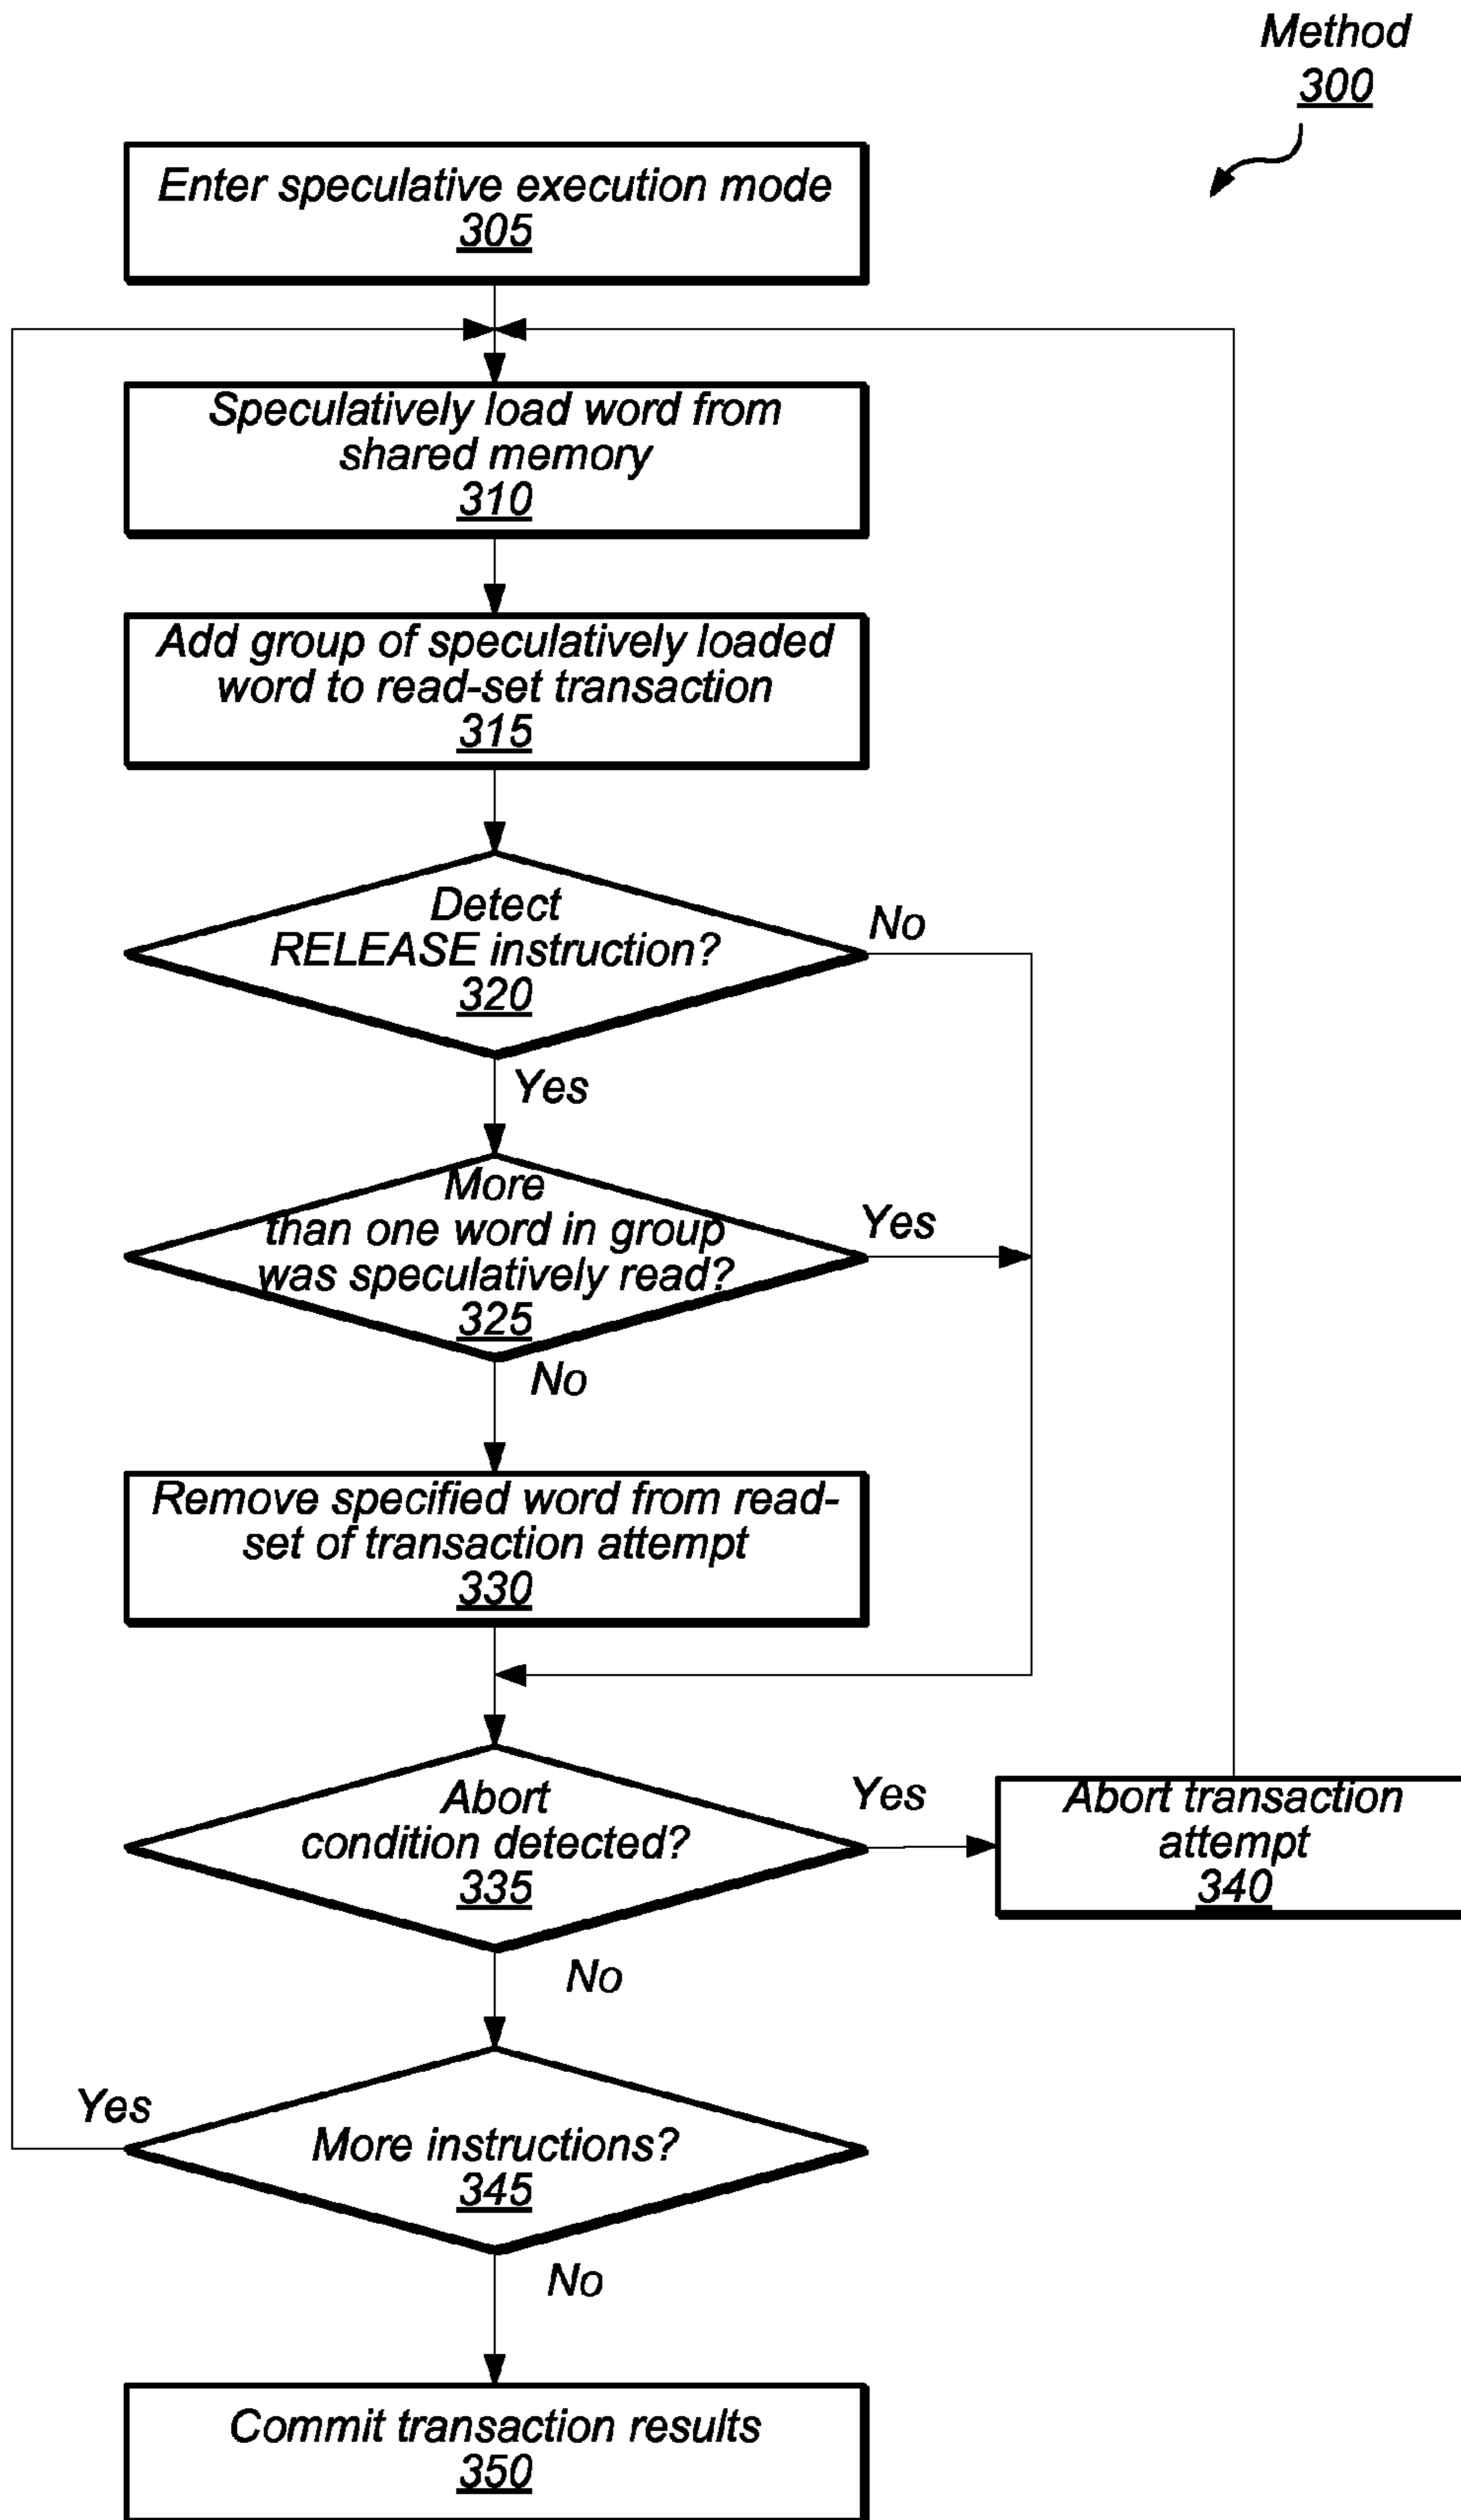 Method
300
Enter speculative execution mode
305
Speculatively load word from
shared memory
310
Add group of speculatively loaded
word to read-set transaction
315
Detect
RELEASE instruction?
320
No
Yes
More
than one word in group
was speculatively read?
325
Yes
No
Remove specified word from read-
set of transaction attempt
330
Abort
condition detected?
335
Yes
Abort transaction
attempt
340
No
Yes
More instructions?
345
No
Commit transaction results
350